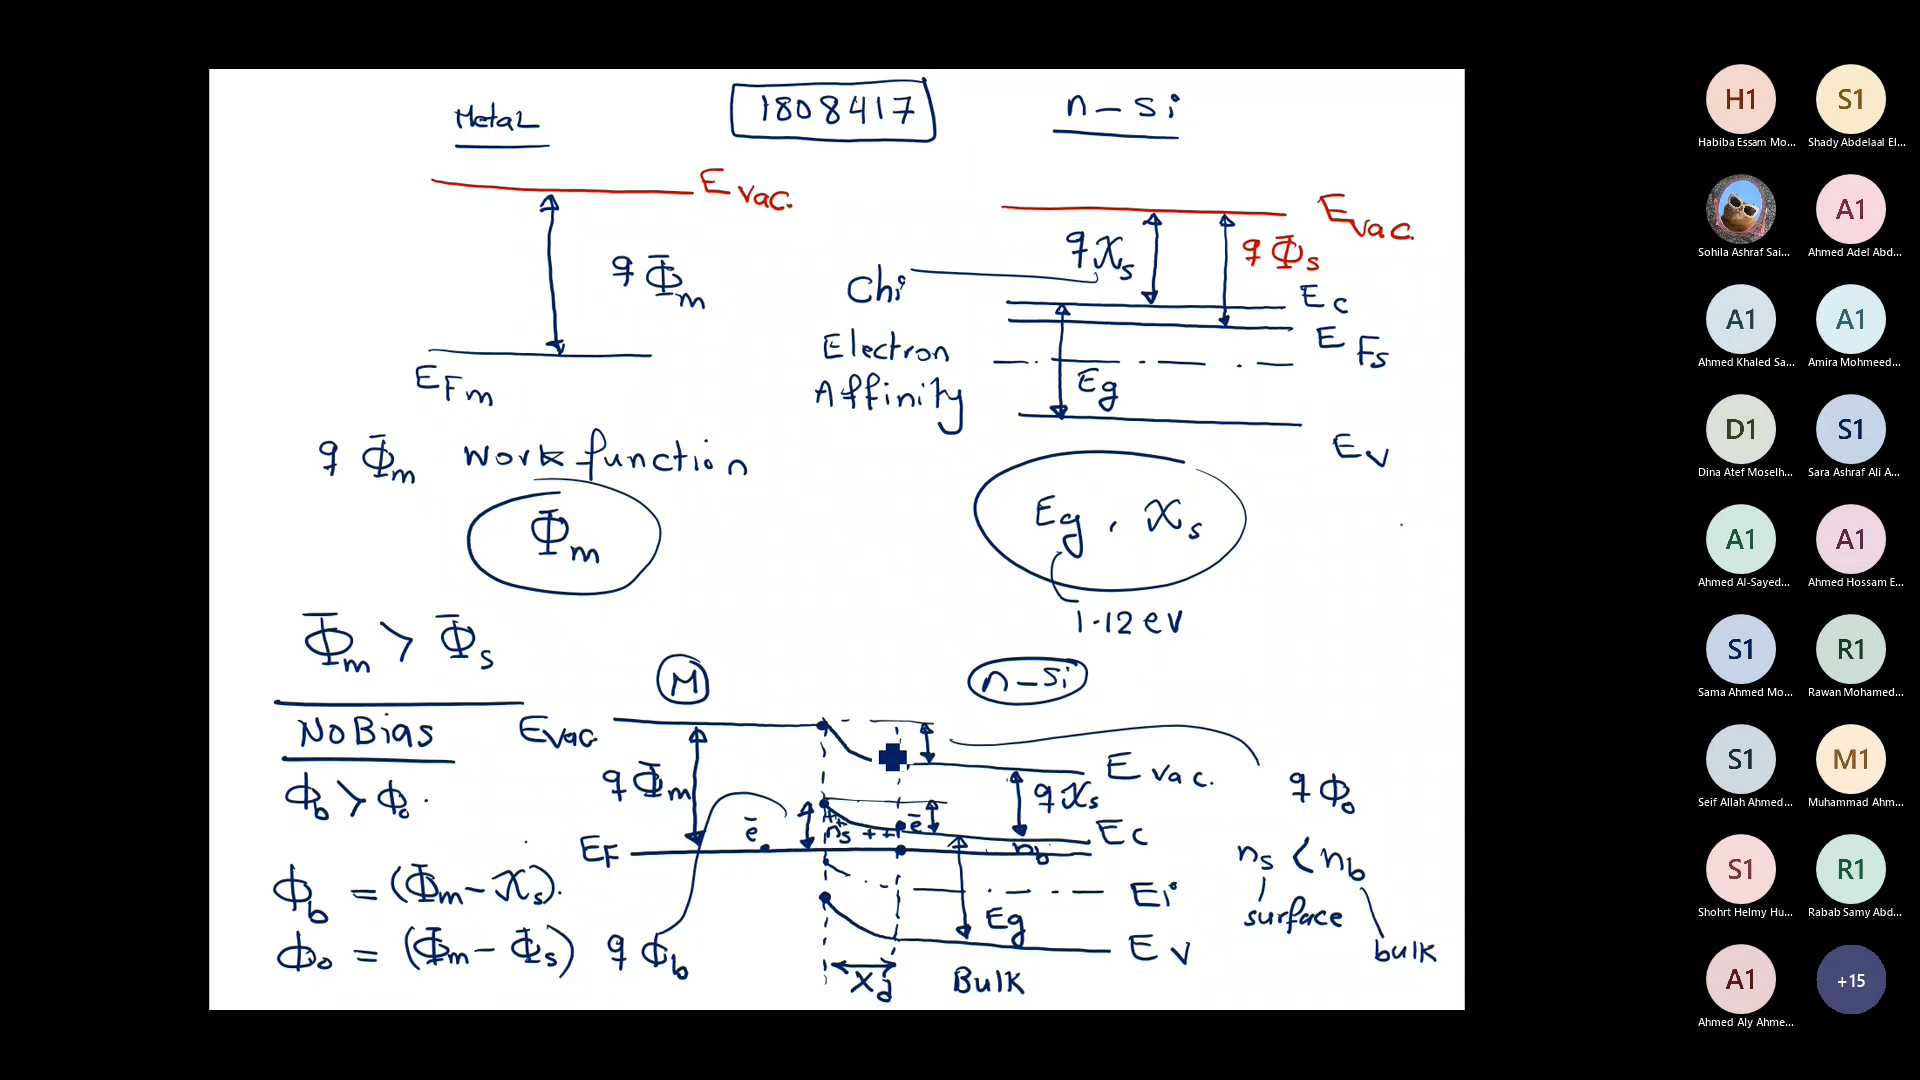 Metal
1808417
n-si
Evac.
qΦm
EFm
qΦm work function
Φm
Evac.
qχs
qΦs
Chi
Electron
Affinity
Ec
EFs
Eg
Ev
Eg, χs
1.12 eV
Φm > Φs
No Bias
ϕb > ϕo.
ϕb = (Φm - χs).
ϕo = (Φm - Φs)
qϕb
M
n-si
Evac.
qΦm
EF
ē
++
ns ++
ē
nb
Evac.
qχs
Ec
Ei
Eg
Ev
xd
Bulk
qϕo
ns < nb
surface
bulk
H1
S1
Habiba Essam Mo...
Shady Abdelaal El...
A1
Sohila Ashraf Sai...
Ahmed Adel Abd...
A1
A1
Ahmed Khaled Sa...
Amira Mohmeed...
D1
S1
Dina Atef Moselh...
Sara Ashraf Ali A...
A1
A1
Ahmed Al-Sayed...
Ahmed Hossam E...
S1
R1
Sama Ahmed Mo...
Rawan Mohamed...
S1
M1
Seif Allah Ahmed...
Muhammad Ahm...
S1
R1
Shohrt Helmy Hu...
Rabab Samy Abd...
A1
+15
Ahmed Aly Ahme...